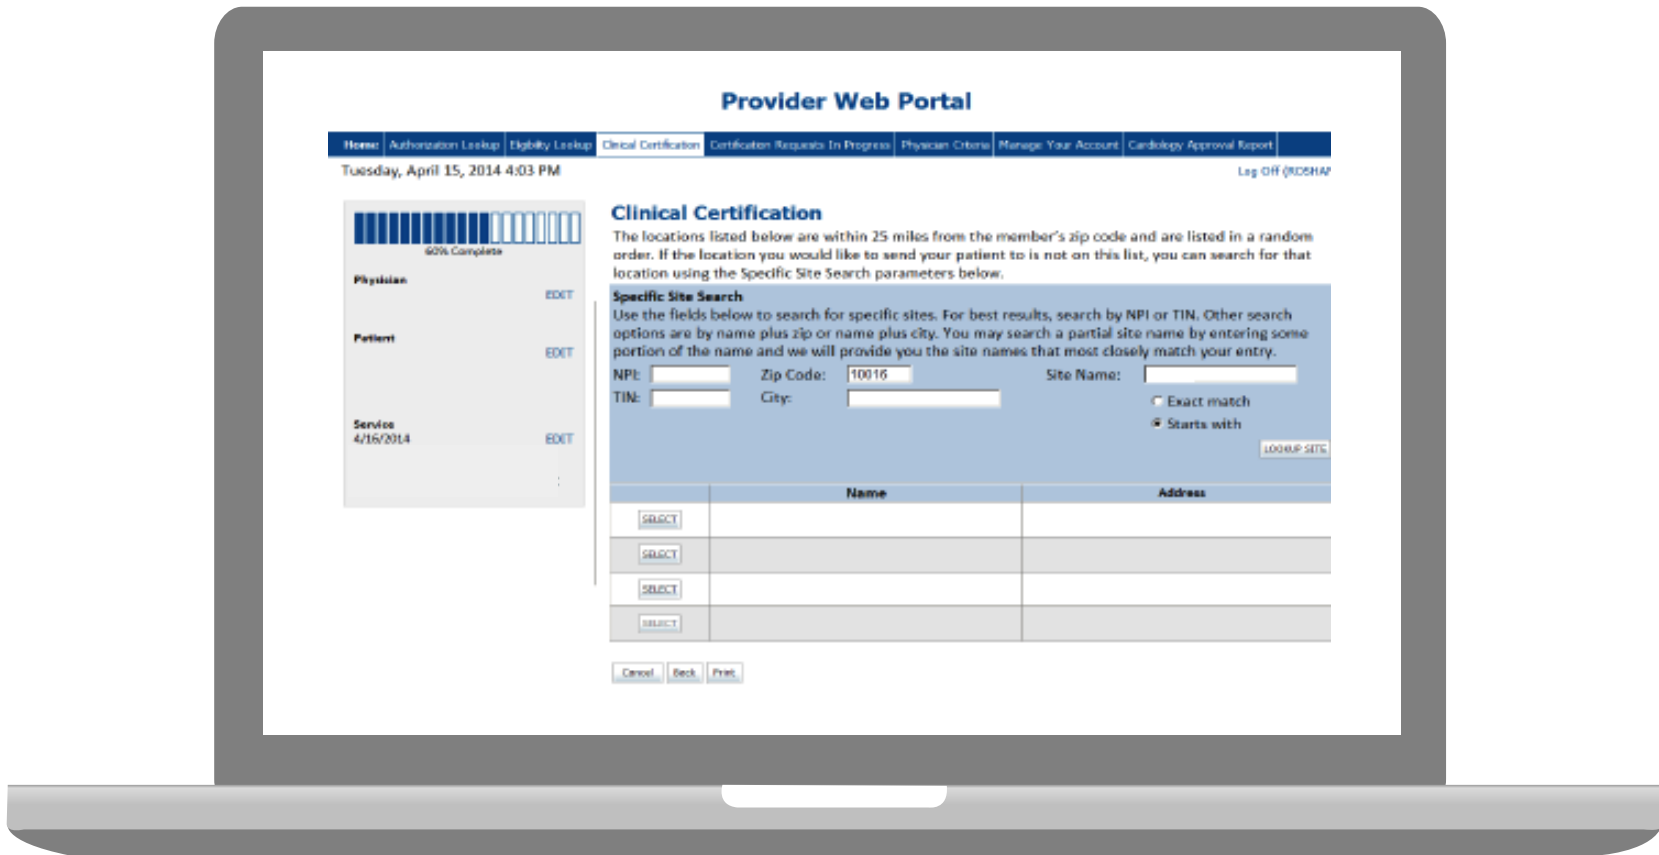 Provider Web Portal
Home Authorization Lookup Eligibility Lookup Clinical Certification Certification Requests In Progress Physician Criteria Manage Your Account Cardiology Approval Report
Tuesday, April 15, 2014 4:03 PM
Log Off (ROSHAN
60% Complete
Physician
EDIT
Patient
EDIT
Service
4/16/2014 EDIT
Clinical Certification
The locations listed below are within 25 miles from the member's zip code and are listed in a random
order. If the location you would like to send your patient to is not on this list, you can search for that
location using the Specific Site Search parameters below.
Specific Site Search
Use the fields below to search for specific sites. For best results, search by NPI or TIN. Other search
options are by name plus zip or name plus city. You may search a partial site name by entering some
portion of the name and we will provide you the site names that most closely match your entry.
NPI: Zip Code: 10016 Site Name:
TIN: City:
Exact match
Starts with
LOOKUP SITE
Name Address
SELECT
SELECT
SELECT
SELECT
Cancel Back Print